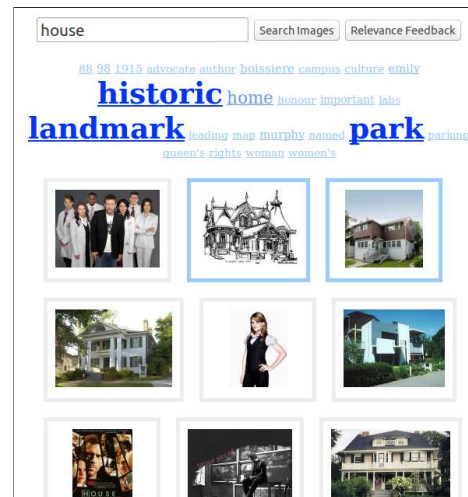 house Search Images Relevance Feedback
88 98 1915 advocate author boissiere campus culture emily
historic home honour important labs
landmark leading map murphy named park parking
queen's rights woman women's
HOUSE